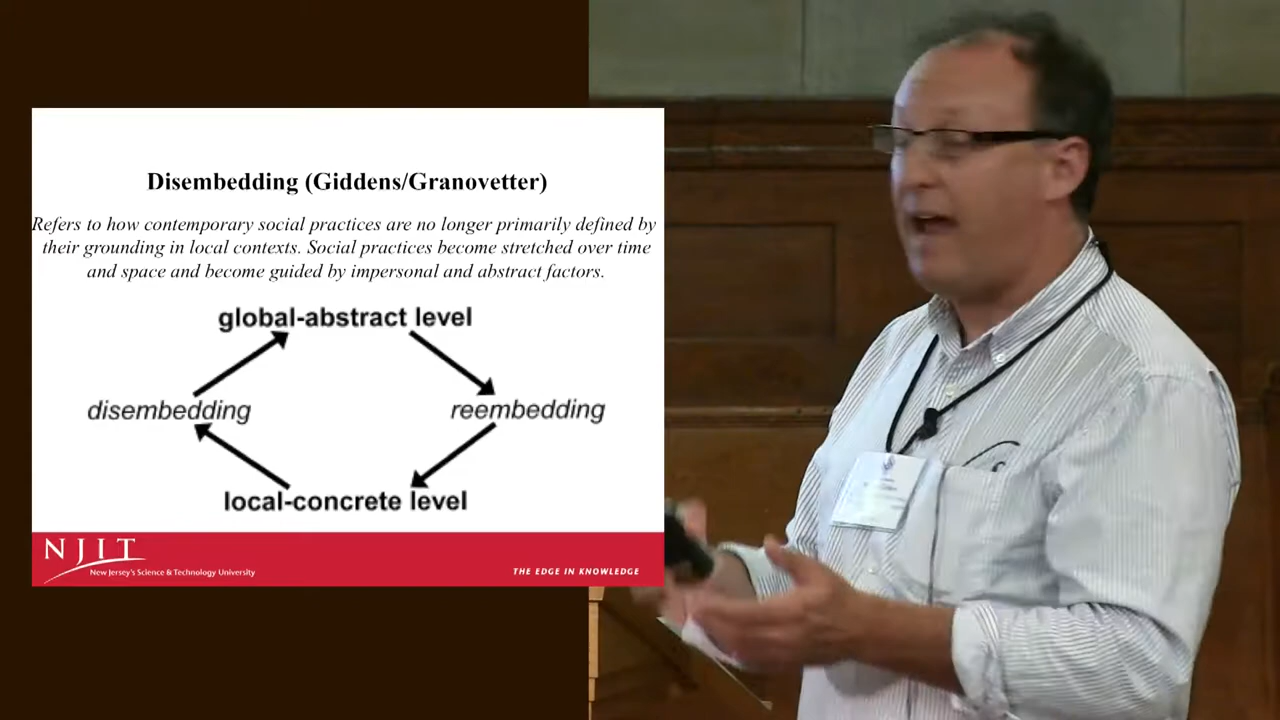 Disembedding (Giddens/Granovetter)
Refers to how contemporary social practices are no longer primarily defined by
their grounding in local contexts. Social practices become stretched over time
and space and become guided by impersonal and abstract factors.
global-abstract level
disembedding
reembedding
local-concrete level
NJIT
New Jersey's Science & Technology University
THE EDGE IN KNOWLEDGE